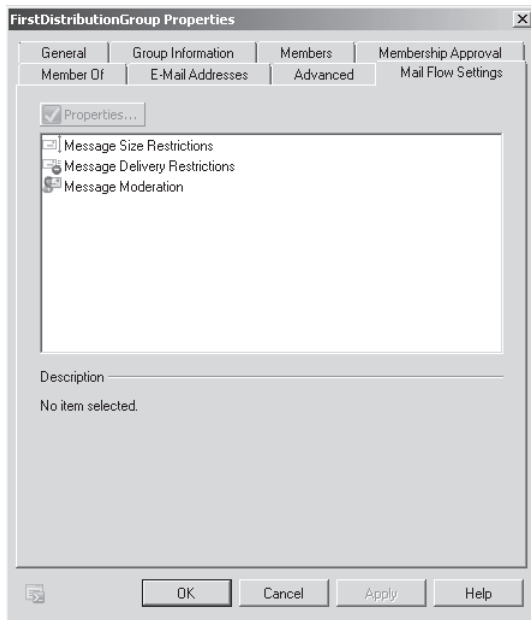 FirstDistributionGroup Properties
General
Group Information
Members
Membership Approval
Member Of
E-Mail Addresses
Advanced
Mail Flow Settings
Properties...
Message Size Restrictions
Message Delivery Restrictions
Message Moderation
Description
No item selected.
OK
Cancel
Apply
Help